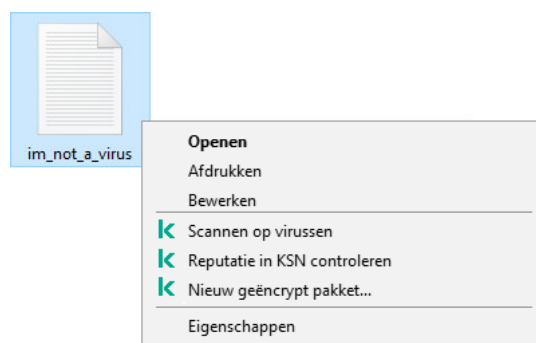 im_not_a_virus
Openen
Afdrukken
Bewerken
Scannen op virussen
Reputatie in KSN controleren
Nieuw geëncrypt pakket...
Eigenschappen